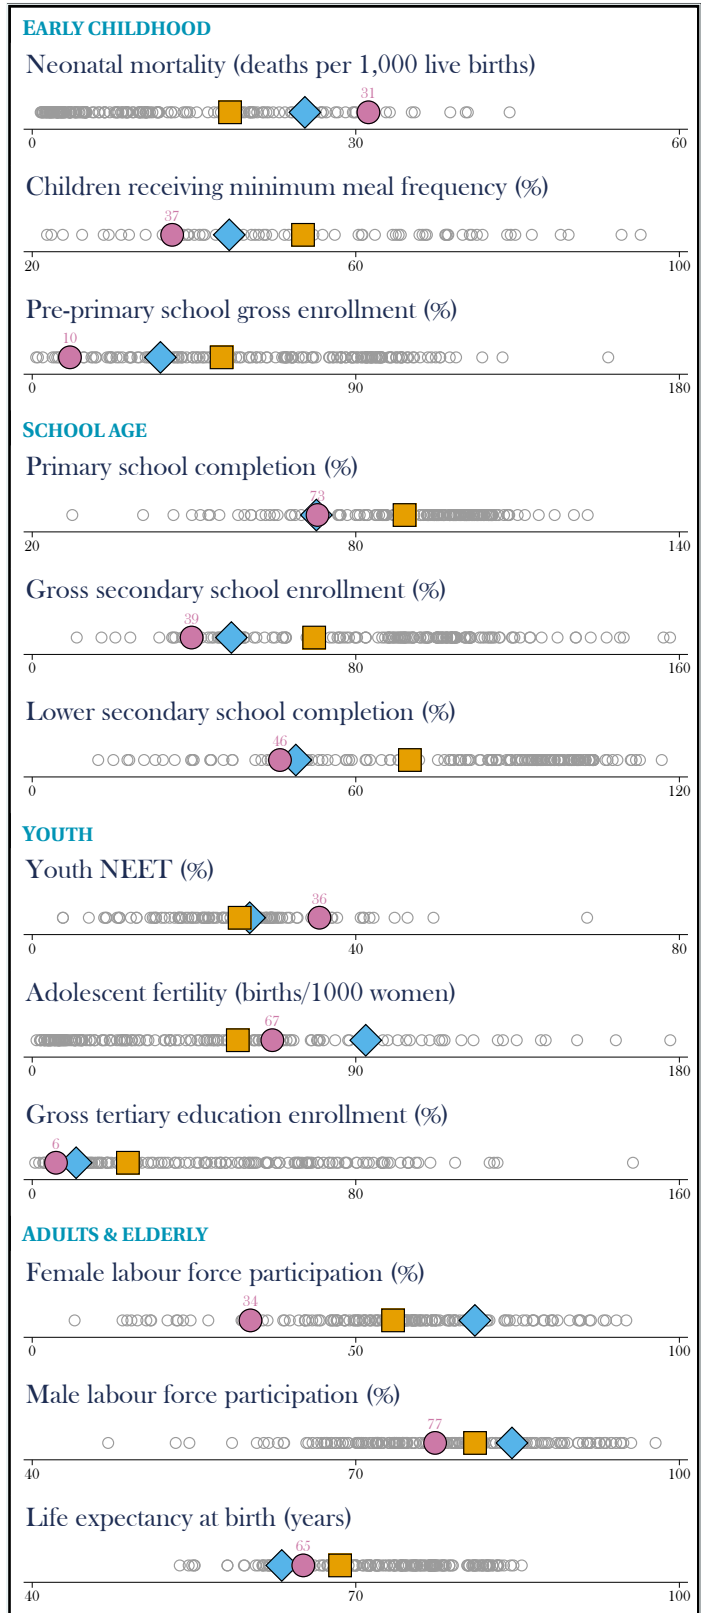 EARLY CHILDHOOD
Neonatal mortality (deaths per 1,000 live births)
31
0 30 60
Children receiving minimum meal frequency (%)
37
20 60 100
Pre-primary school gross enrollment (%)
10
0 90 180
SCHOOL AGE
Primary school completion (%)
73
20 80 140
Gross secondary school enrollment (%)
39
0 80 160
Lower secondary school completion (%)
46
0 60 120
YOUTH
Youth NEET (%)
36
0 40 80
Adolescent fertility (births/1000 women)
67
0 90 180
Gross tertiary education enrollment (%)
6
0 80 160
ADULTS & ELDERLY
Female labour force participation (%)
34
0 50 100
Male labour force participation (%)
77
40 70 100
Life expectancy at birth (years)
65
40 70 100